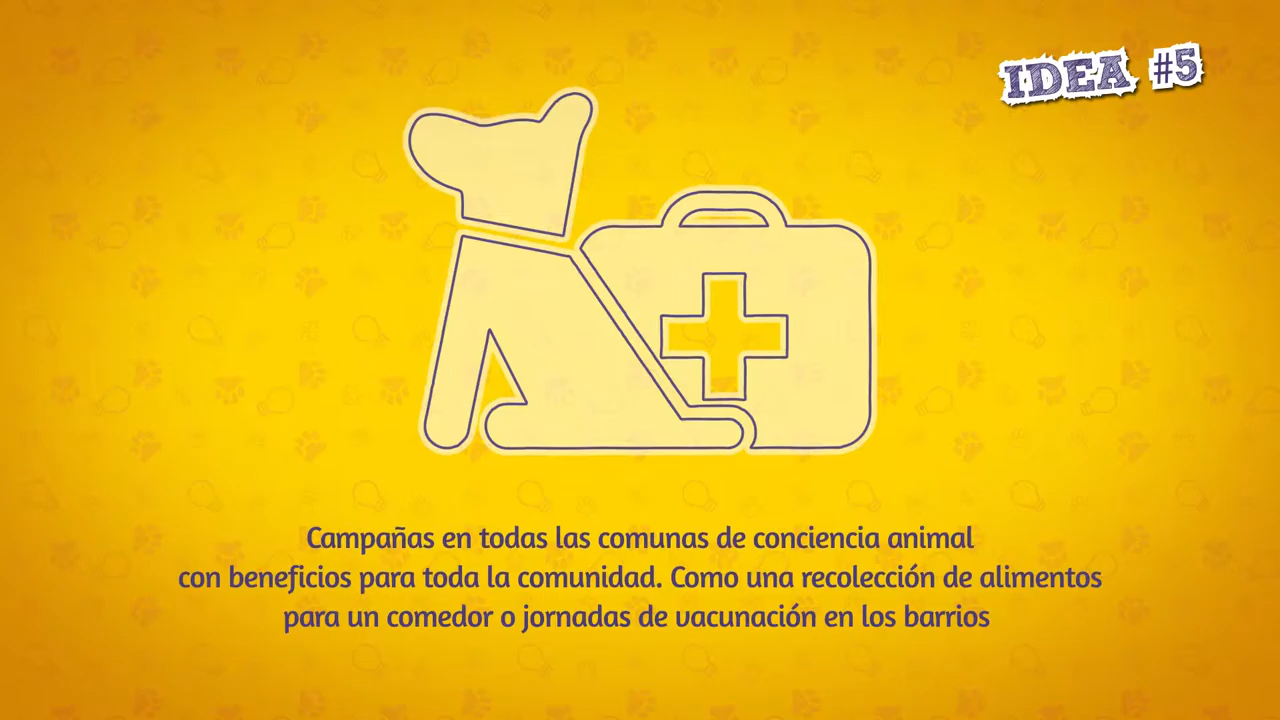 IDEA #5
Campañas en todas las comunas de conciencia animal
con beneficios para toda la comunidad. Como una recolección de alimentos
para un comedor o jornadas de vacunación en los barrios